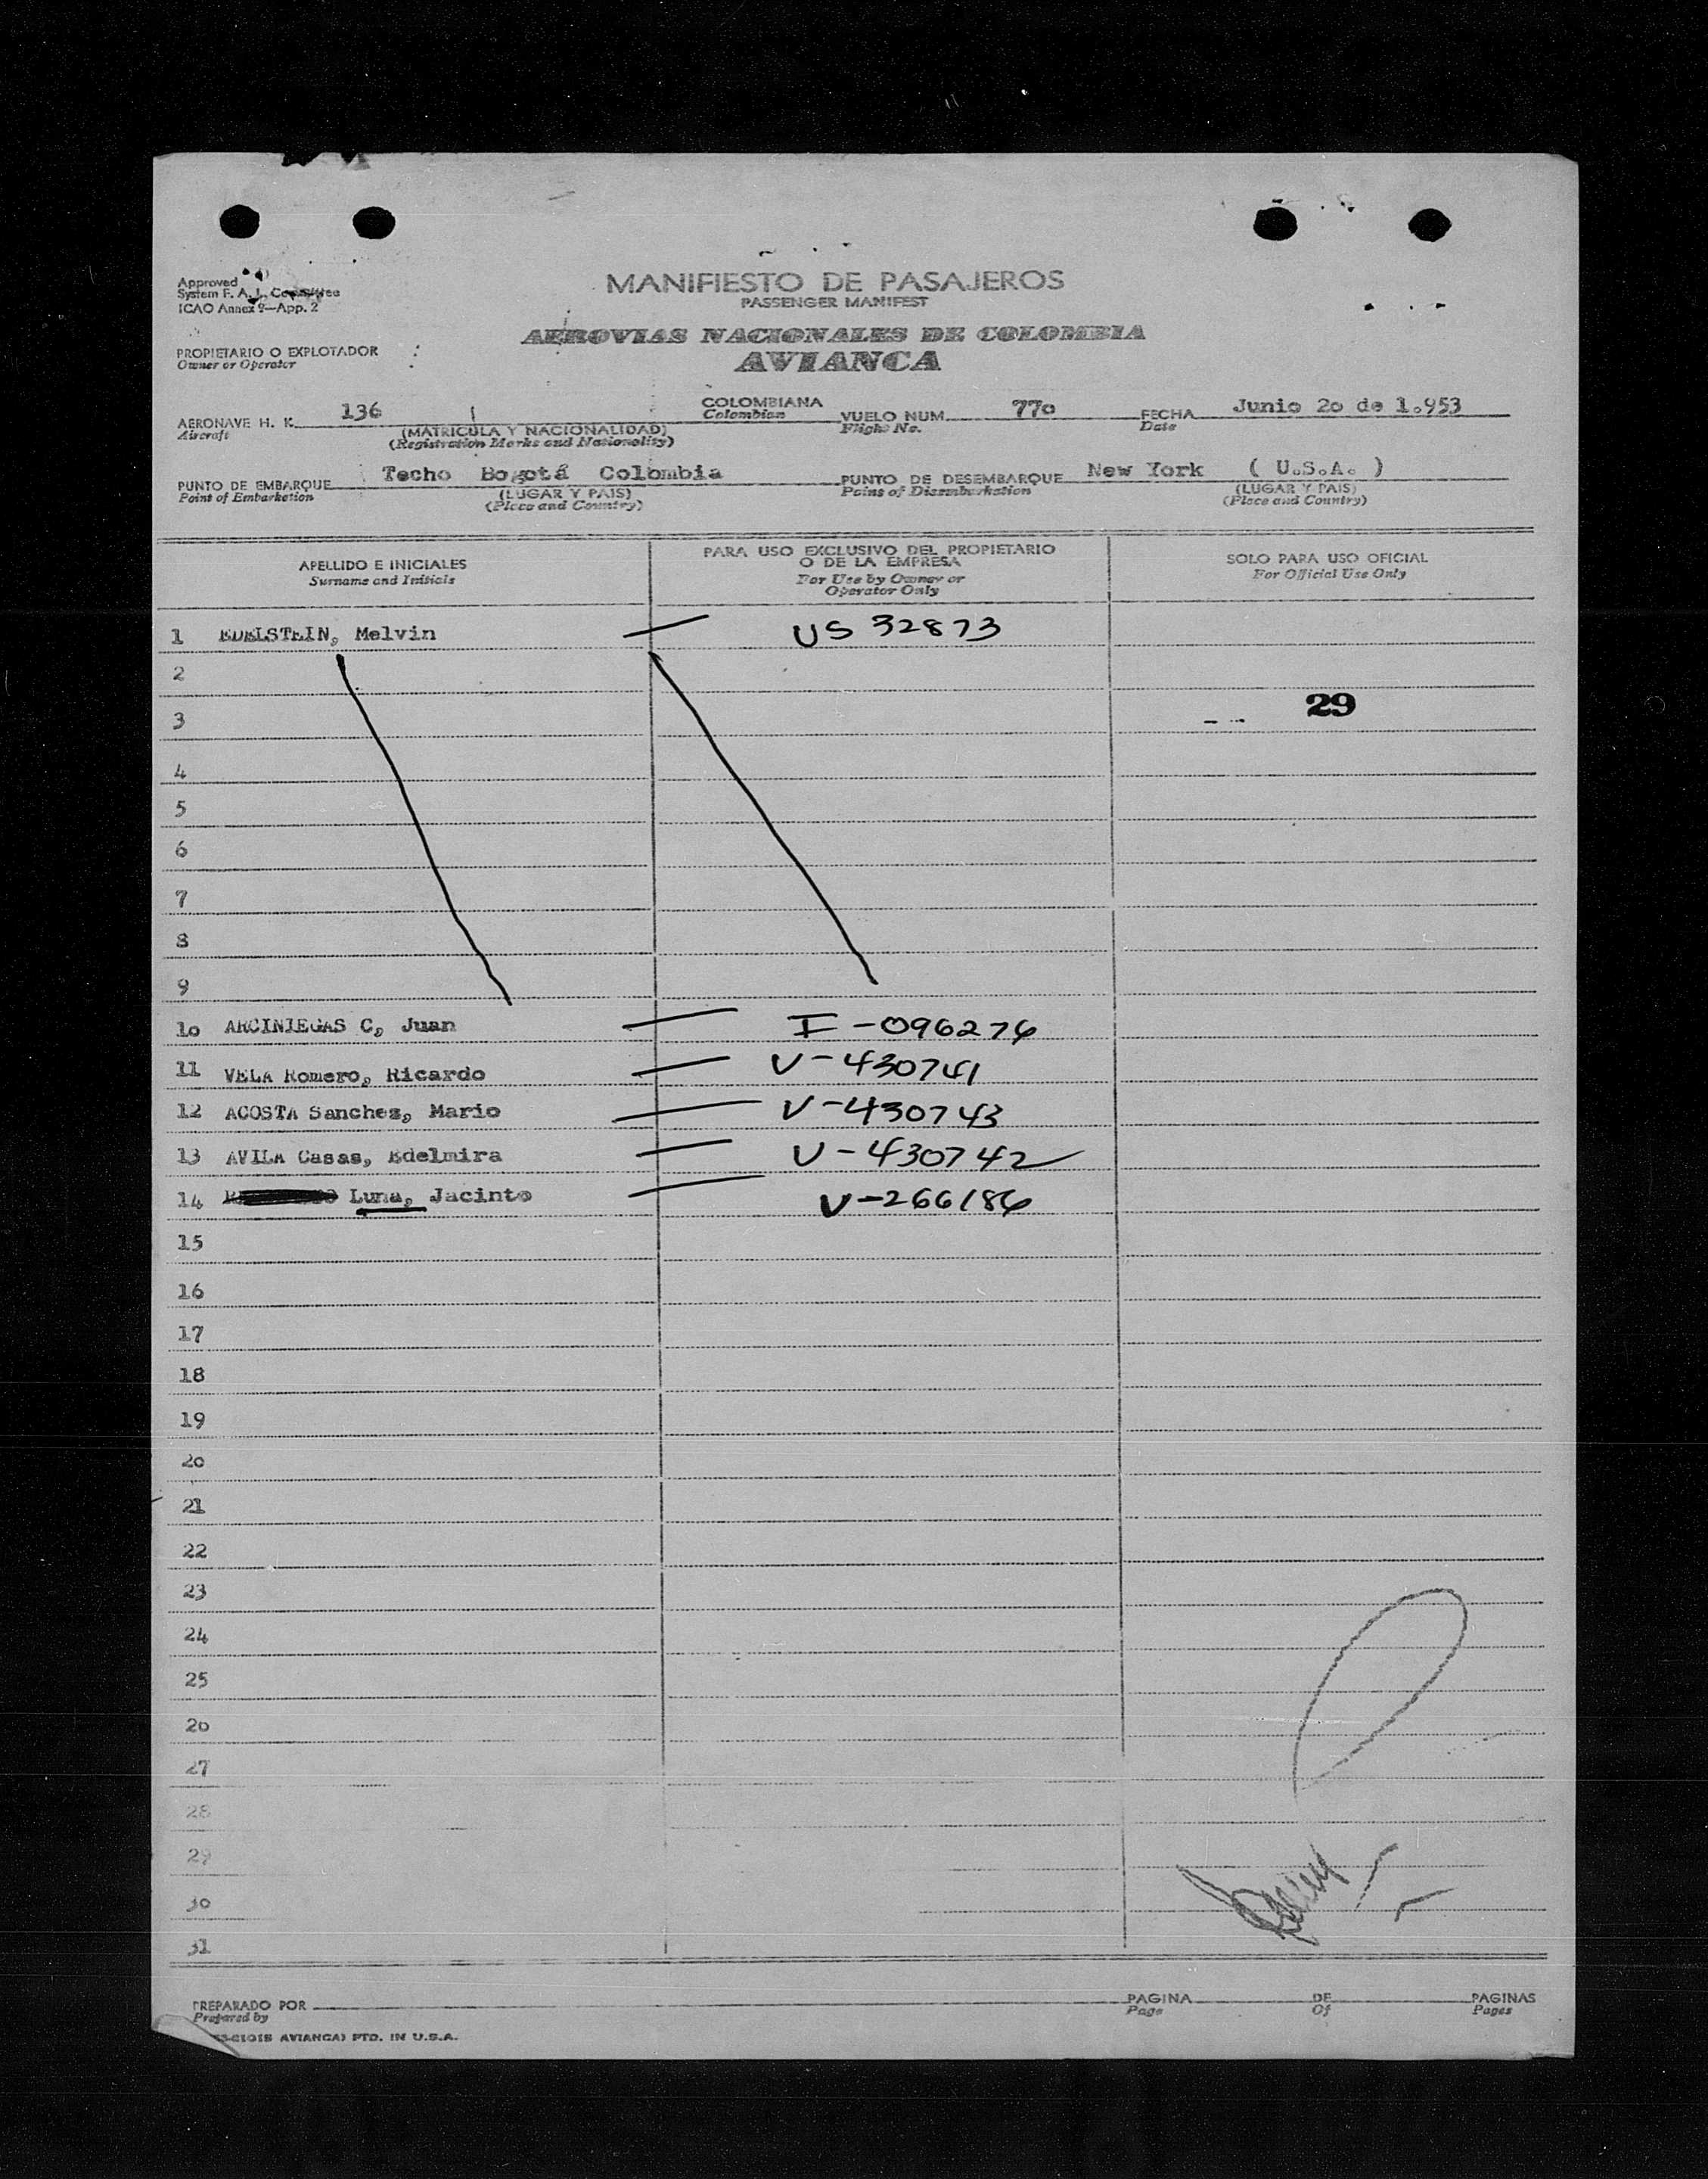 Approved
System F. A. L. Committee
ICAO Annex 9—App. 2
MANIFIESTO DE PASAJEROS
PASSENGER MANIFEST
AEROVIAS NACIONALES DE COLOMBIA
AVIANCA
PROPIETARIO O EXPLOTADOR :
Owner or Operator
AERONAVE H. K. 136 COLOMBIANA VUELO NUM. 77o FECHA Junio 2o de 1.953
Aircraft (MATRICULA Y NACIONALIDAD) Colombian Flight No. Date
(Registration Marks and Nationality)
PUNTO DE EMBARQUE Techo Bogotá Colombia PUNTO DE DESEMBARQUE New York ( U.S.A. )
Point of Embarkation (LUGAR Y PAIS) Point of Disembarkation (LUGAR Y PAIS)
(Place and Country) (Place and Country)
APELLIDO E INICIALES PARA USO EXCLUSIVO DEL PROPIETARIO SOLO PARA USO OFICIAL
O DE LA EMPRESA
Surname and Initials For Use by Owner or For Official Use Only
Operator Only
1 EDELSTEIN, Melvin — US 32873
2
3 29
4
5
6
7
8
9
1o ARCINIEGAS C, Juan — I-096276
11 VELA Romero, Ricardo — V-430741
12 ACOSTA Sanches, Mario — V-430743
13 AVILA Casas, Edelmira — V-430742
14 Luna, Jacinto — V-266186
15
16
17
18
19
2o
21
22
23
24
25
26
27
28
29
3o
31
PREPARADO POR PAGINA DE PAGINAS
Prepared by Page Of Pages
AVIANCA) PTD. IN U.S.A.